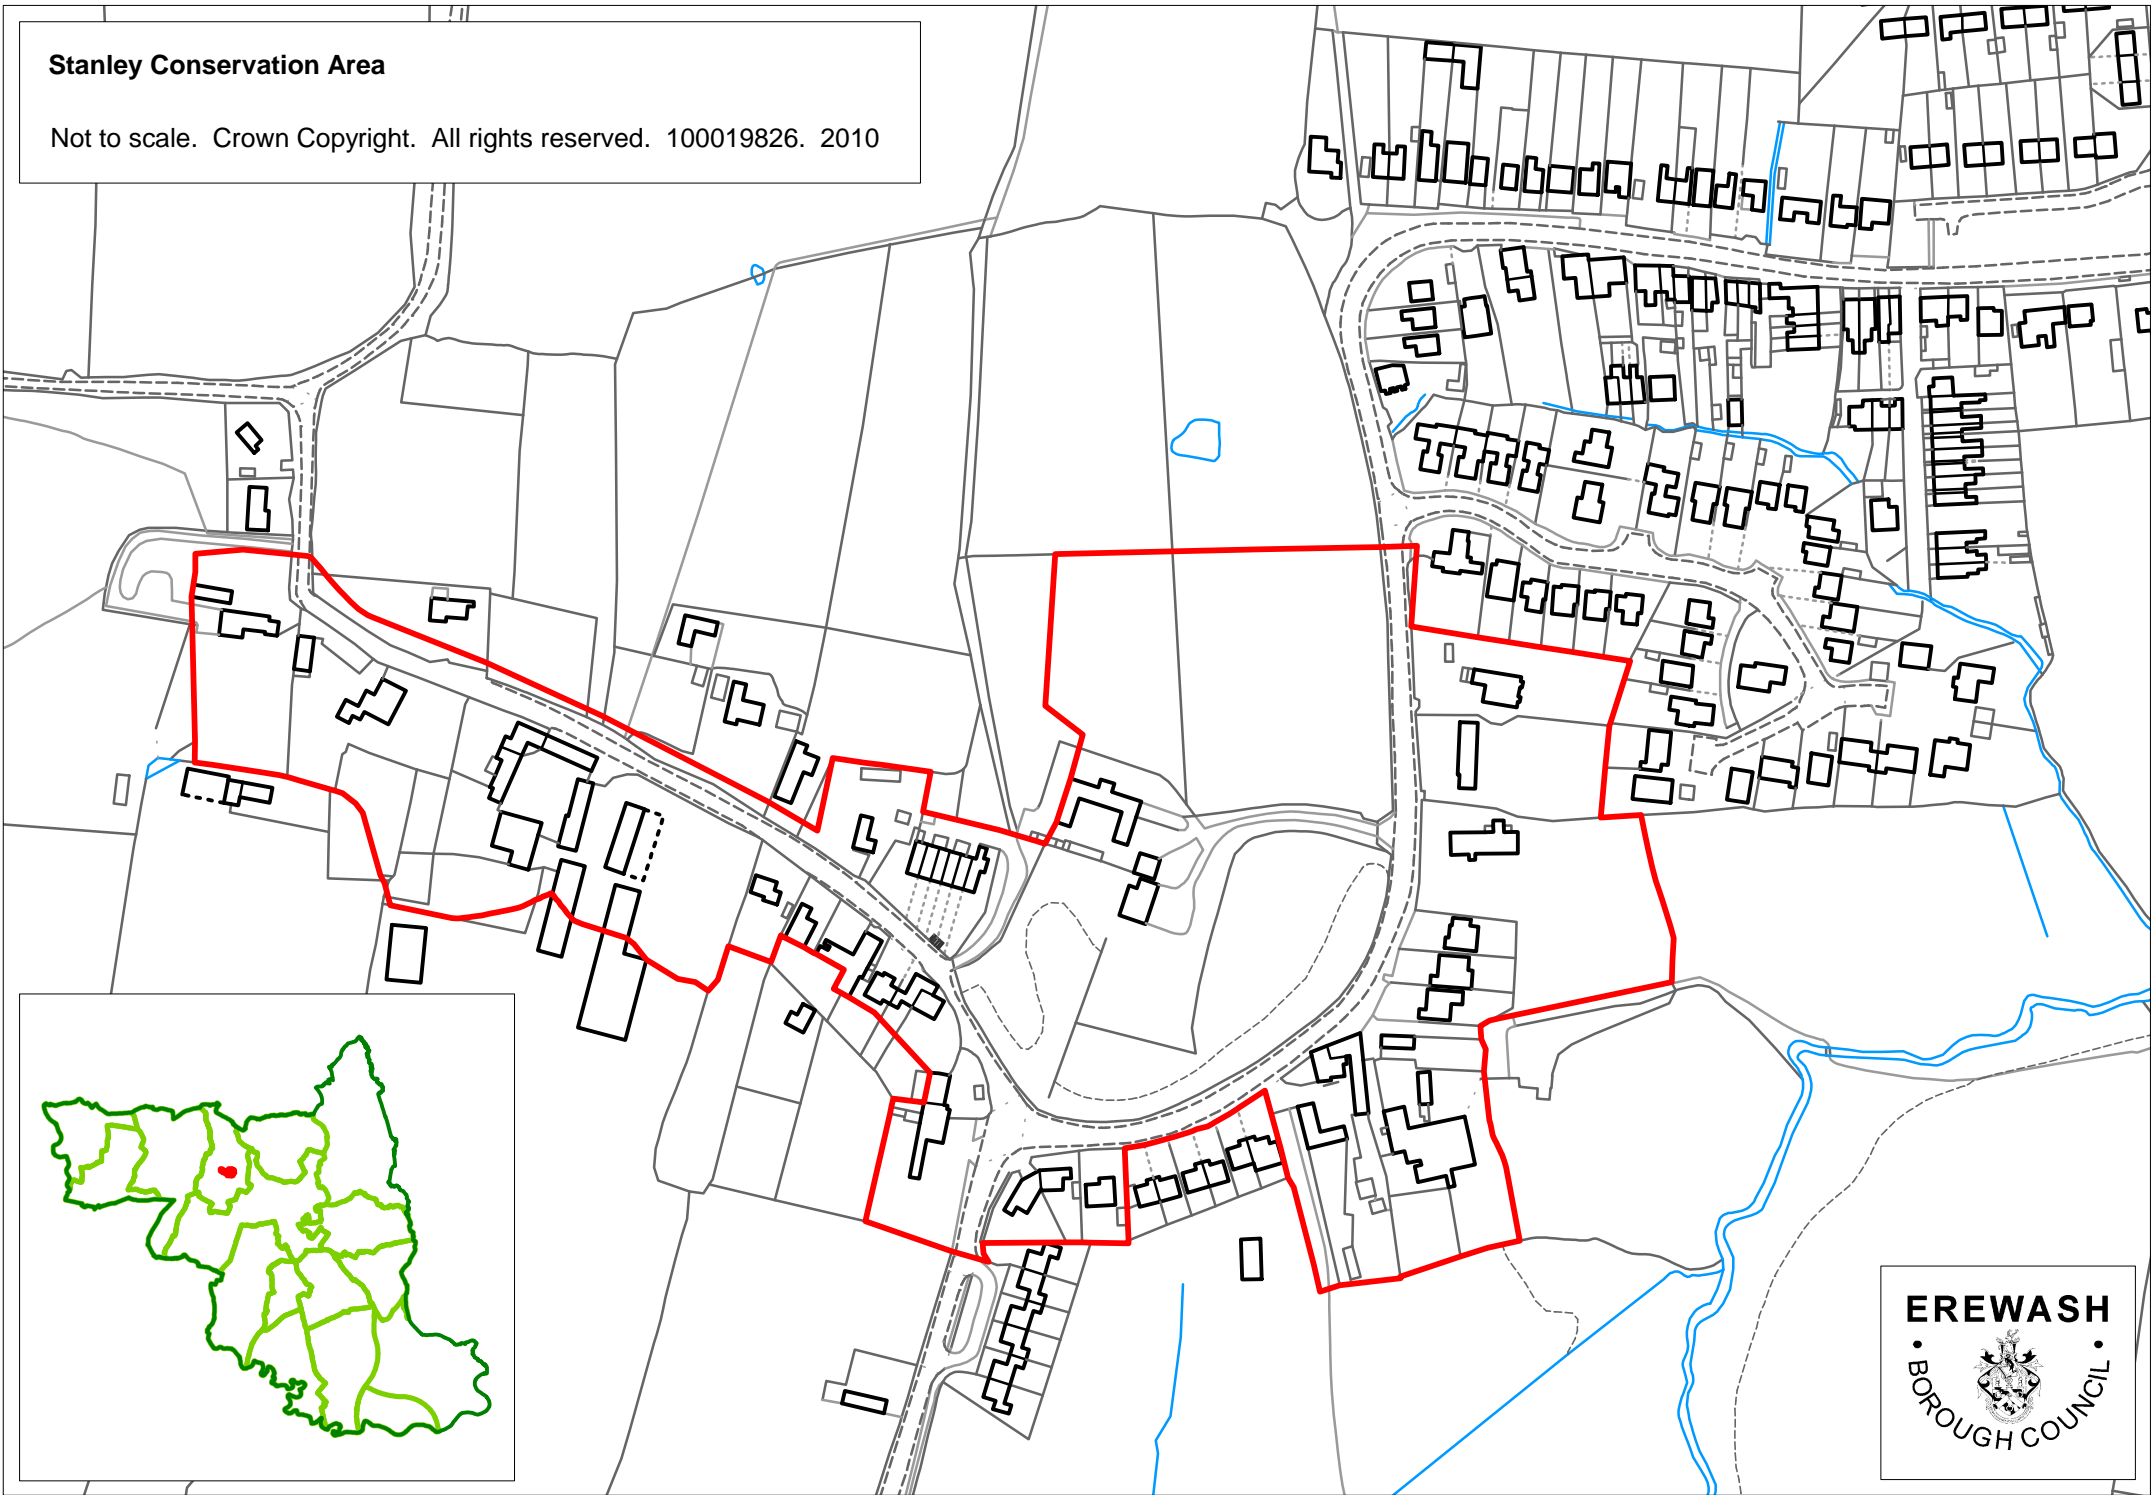 Stanley Conservation Area
Not to scale. Crown Copyright. All rights reserved. 100019826. 2010
EREWASH
• BOROUGH COUNCIL •